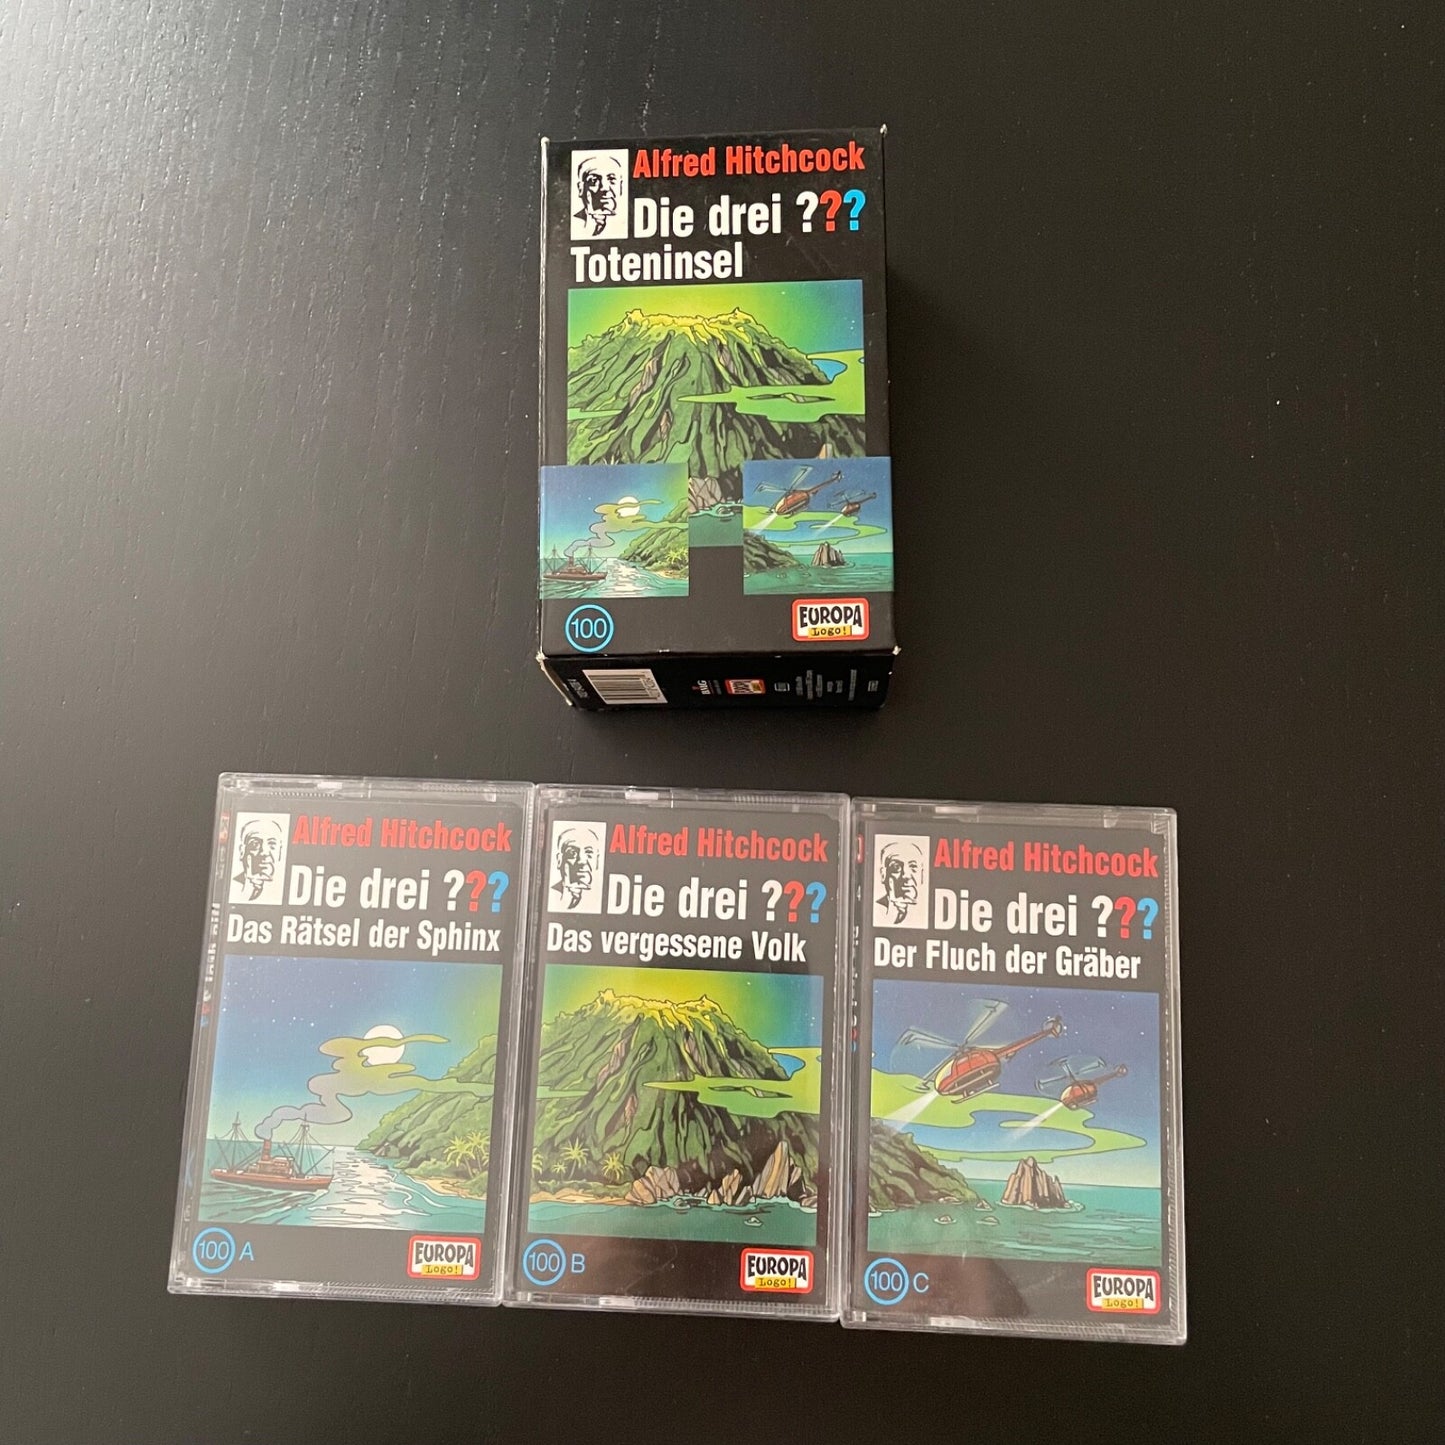 Alfred Hitchcock
Die drei ???
Toteninsel
100
EUROPA
Logo!
BMG
Alfred Hitchcock
Die drei ???
Das Rätsel der Sphinx
100 A
EUROPA
Logo!
Alfred Hitchcock
Die drei ???
Das vergessene Volk
100 B
EUROPA
Logo!
Alfred Hitchcock
Die drei ???
Der Fluch der Gräber
100 C
EUROPA
Logo!